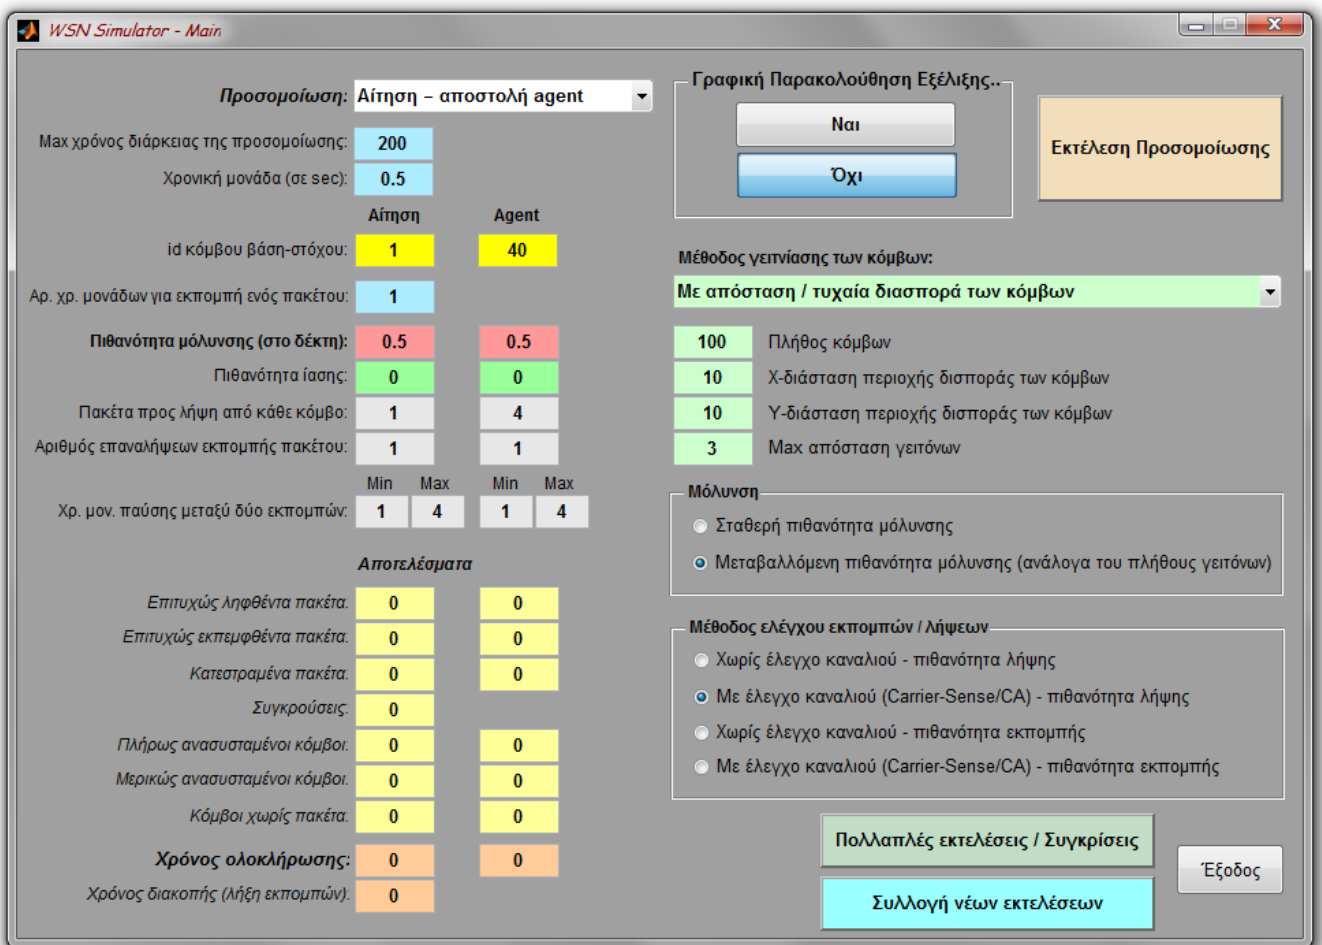 WSN Simulator - Main
Προσομοίωση: Αίτηση – αποστολή agent
Max χρόνος διάρκειας της προσομοίωσης: 200
Χρονική μονάδα (σε sec): 0.5
Αίτηση Agent
id κόμβου βάση-στόχου: 1 40
Αρ. χρ. μονάδων για εκπομπή ενός πακέτου: 1
Πιθανότητα μόλυνσης (στο δέκτη): 0.5 0.5
Πιθανότητα ίασης: 0 0
Πακέτα προς λήψη από κάθε κόμβο: 1 4
Αριθμός επαναλήψεων εκπομπής πακέτου: 1 1
Min Max Min Max
Χρ. μον. παύσης μεταξύ δύο εκπομπών: 1 4 1 4
Αποτελέσματα
Επιτυχώς ληφθέντα πακέτα. 0 0
Επιτυχώς εκπεμφθέντα πακέτα. 0 0
Κατεστραμένα πακέτα. 0 0
Συγκρούσεις. 0
Πλήρως ανασυσταμένοι κόμβοι. 0 0
Μερικώς ανασυσταμένοι κόμβοι. 0 0
Κόμβοι χωρίς πακέτα. 0 0
Χρόνος ολοκλήρωσης: 0 0
Χρόνος διακοπής (λήξη εκπομπών): 0
Γραφική Παρακολούθηση Εξέλιξης..
Ναι
Όχι
Εκτέλεση Προσομοίωσης
Μέθοδος γειτνίασης των κόμβων:
Με απόσταση / τυχαία διασπορά των κόμβων
100 Πλήθος κόμβων
10 Χ-διάσταση περιοχής δισποράς των κόμβων
10 Υ-διάσταση περιοχής δισποράς των κόμβων
3 Max απόσταση γειτόνων
Μόλυνση
Σταθερή πιθανότητα μόλυνσης
Μεταβαλλόμενη πιθανότητα μόλυνσης (ανάλογα του πλήθους γειτόνων)
Μέθοδος ελέγχου εκπομπών / λήψεων
Χωρίς έλεγχο καναλιού - πιθανότητα λήψης
Με έλεγχο καναλιού (Carrier-Sense/CA) - πιθανότητα λήψης
Χωρίς έλεγχο καναλιού - πιθανότητα εκπομπής
Με έλεγχο καναλιού (Carrier-Sense/CA) - πιθανότητα εκπομπής
Πολλαπλές εκτελέσεις / Συγκρίσεις
Συλλογή νέων εκτελέσεων
Έξοδος